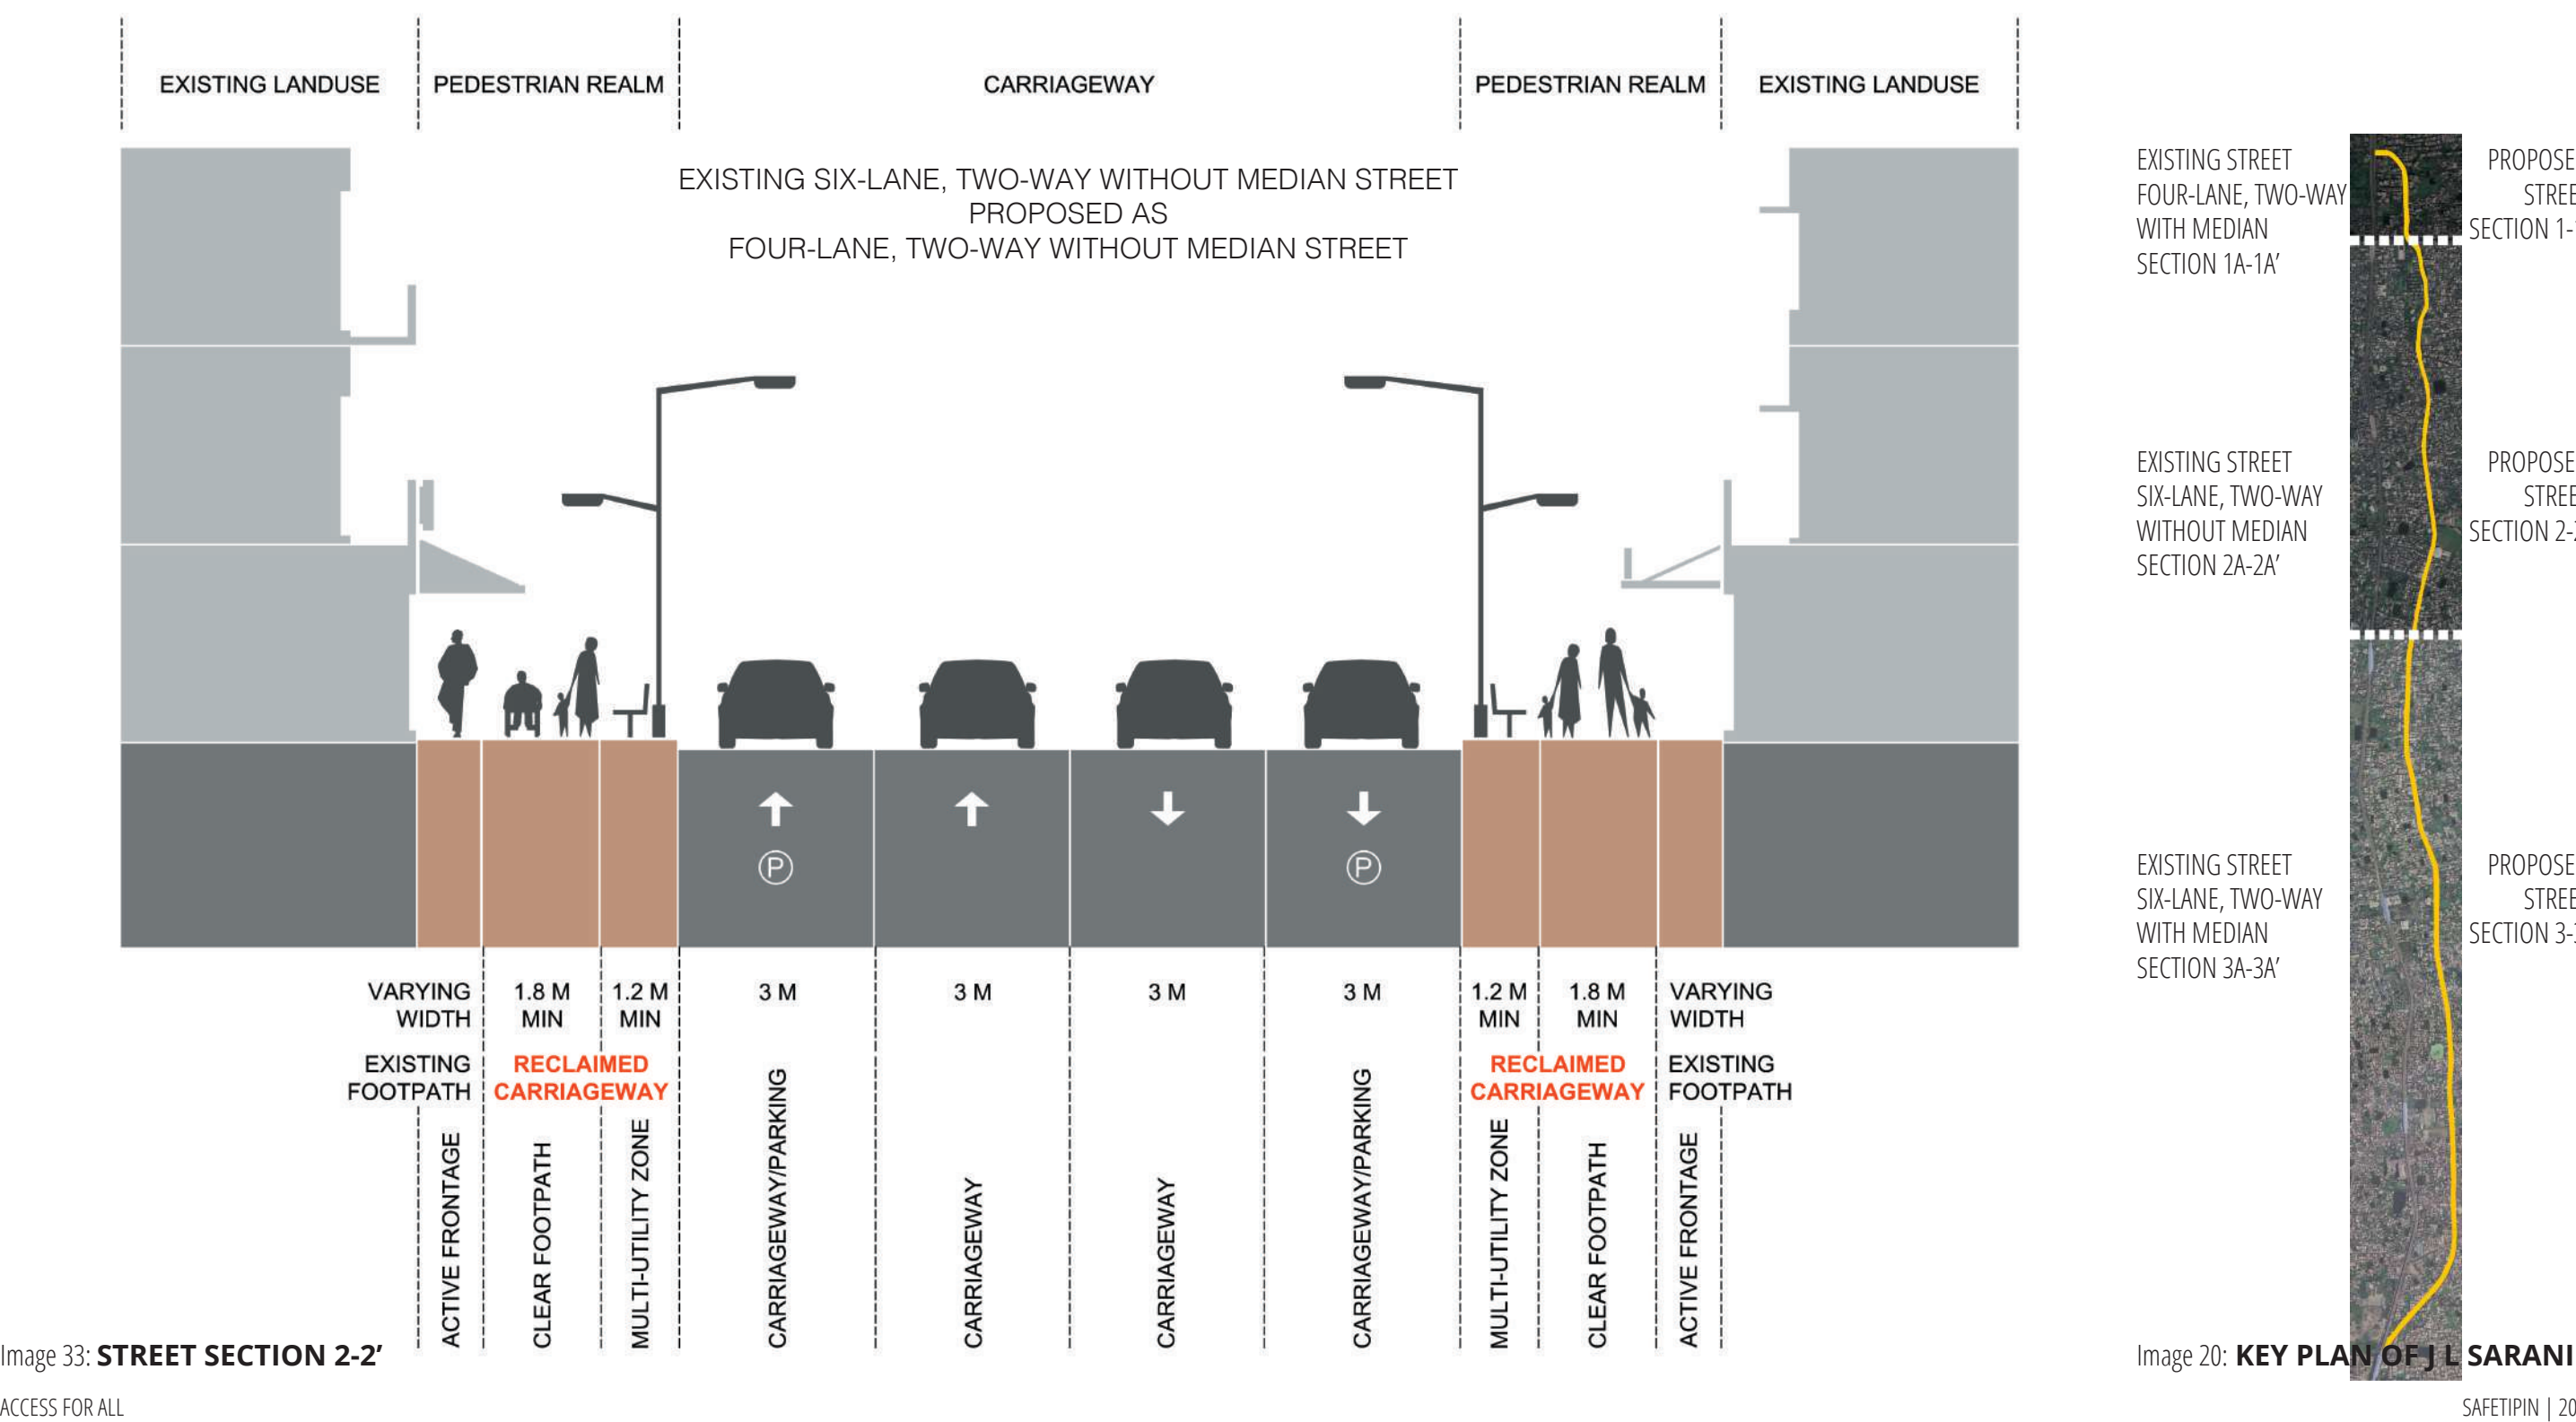 EXISTING LANDUSE
PEDESTRIAN REALM
CARRIAGEWAY
PEDESTRIAN REALM
EXISTING LANDUSE
EXISTING SIX-LANE, TWO-WAY WITHOUT MEDIAN STREET
PROPOSED AS
FOUR-LANE, TWO-WAY WITHOUT MEDIAN STREET
P
P
VARYING
WIDTH
1.8 M
MIN
1.2 M
MIN
3 M
3 M
3 M
3 M
1.2 M
MIN
1.8 M
MIN
VARYING
WIDTH
EXISTING
FOOTPATH
RECLAIMED
CARRIAGEWAY
RECLAIMED
CARRIAGEWAY
EXISTING
FOOTPATH
ACTIVE FRONTAGE
CLEAR FOOTPATH
MULTI-UTILITY ZONE
CARRIAGEWAY/PARKING
CARRIAGEWAY
CARRIAGEWAY
CARRIAGEWAY/PARKING
MULTI-UTILITY ZONE
CLEAR FOOTPATH
ACTIVE FRONTAGE
Image 33: STREET SECTION 2-2’
ACCESS FOR ALL
EXISTING STREET
FOUR-LANE, TWO-WAY
WITH MEDIAN
SECTION 1A-1A’
PROPOSE
STREE
SECTION 1-
EXISTING STREET
SIX-LANE, TWO-WAY
WITHOUT MEDIAN
SECTION 2A-2A’
PROPOSE
STREE
SECTION 2-
EXISTING STREET
SIX-LANE, TWO-WAY
WITH MEDIAN
SECTION 3A-3A’
PROPOSE
STREE
SECTION 3-
Image 20: KEY PLAN OF J L SARANI
SAFETIPIN | 20